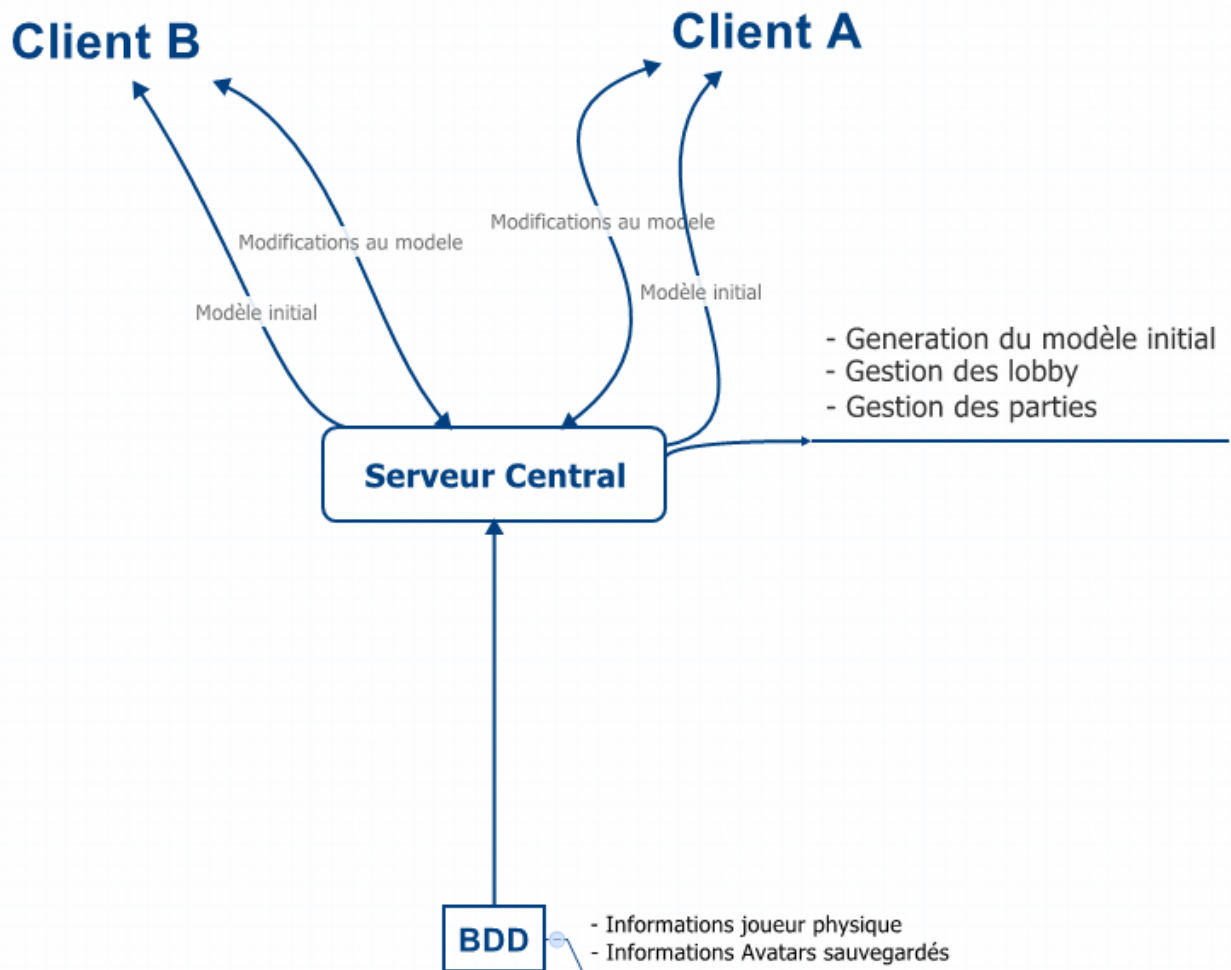 Client B
Client A
Modifications au modele
Modifications au modele
Modèle initial
Modèle initial
- Generation du modèle initial
- Gestion des lobby
- Gestion des parties
Serveur Central
BDD
- Informations joueur physique
- Informations Avatars sauvegardés